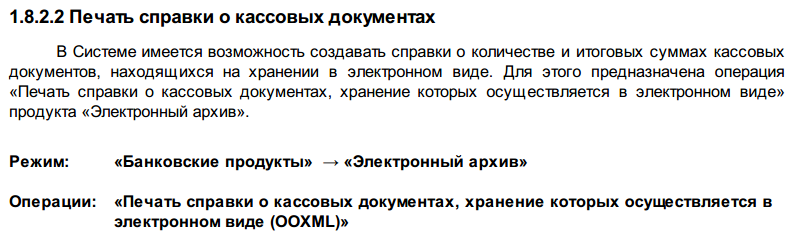 1.8.2.2 Печать справки о кассовых документах
В Системе имеется возможность создавать справки о количестве и итоговых суммах кассовых
документов, находящихся на хранении в электронном виде. Для этого предназначена операция
«Печать справки о кассовых документах, хранение которых осуществляется в электронном виде»
продукта «Электронный архив».
Режим: «Банковские продукты» → «Электронный архив»
Операции: «Печать справки о кассовых документах, хранение которых осуществляется в
электронном виде (OOXML)»